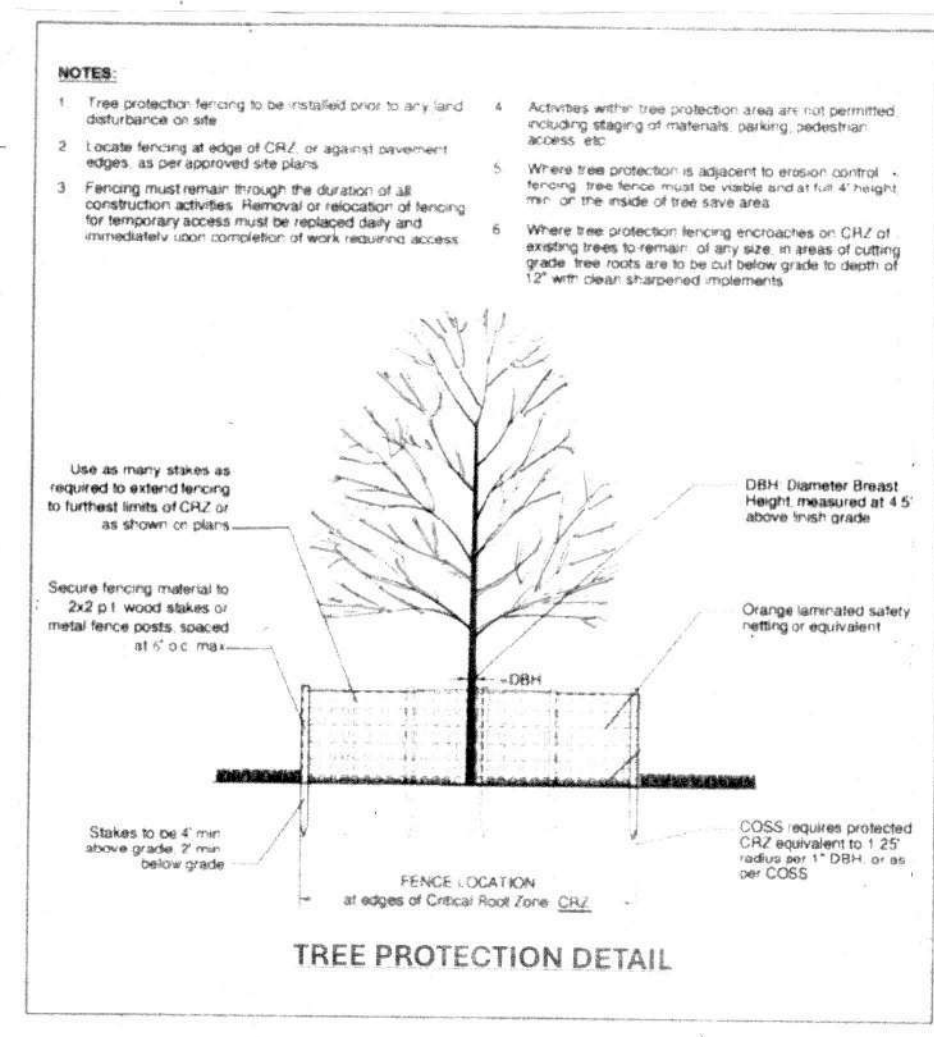 NOTES:
1 Tree protection fencing to be installed prior to any land
disturbance on site
2 Locate fencing at edge of CRZ, or against pavement
edges, as per approved site plans
3 Fencing must remain through the duration of all
construction activities Removal or relocation of fencing
for temporary access must be replaced daily and
immediately upon completion of work requiring access
4 Activities within tree protection area are not permitted,
including staging of materials, parking, pedestrian
access, etc
5 Where tree protection is adjacent to erosion control
fencing, tree fence must be visible and at full 4' height
min. on the inside of tree save area
6 Where tree protection fencing encroaches on CRZ of
existing trees to remain, of any size, in areas of cutting
grade, tree roots are to be cut below grade to depth of
12" with clean sharpened implements
Use as many stakes as
required to extend fencing
to furthest limits of CRZ or
as shown on plans
Secure fencing material to
2x2 p.t. wood stakes or
metal fence posts, spaced
at 6' o.c. max
Stakes to be 4' min
above grade, 2' min
below grade
DBH: Diameter Breast
Height, measured at 4.5'
above finish grade
Orange laminated safety
netting or equivalent
DBH
COSS requires protected
CRZ equivalent to 1.25'
radius per 1" DBH, or as
per COSS
FENCE LOCATION
at edges of Critical Root Zone CRZ
TREE PROTECTION DETAIL